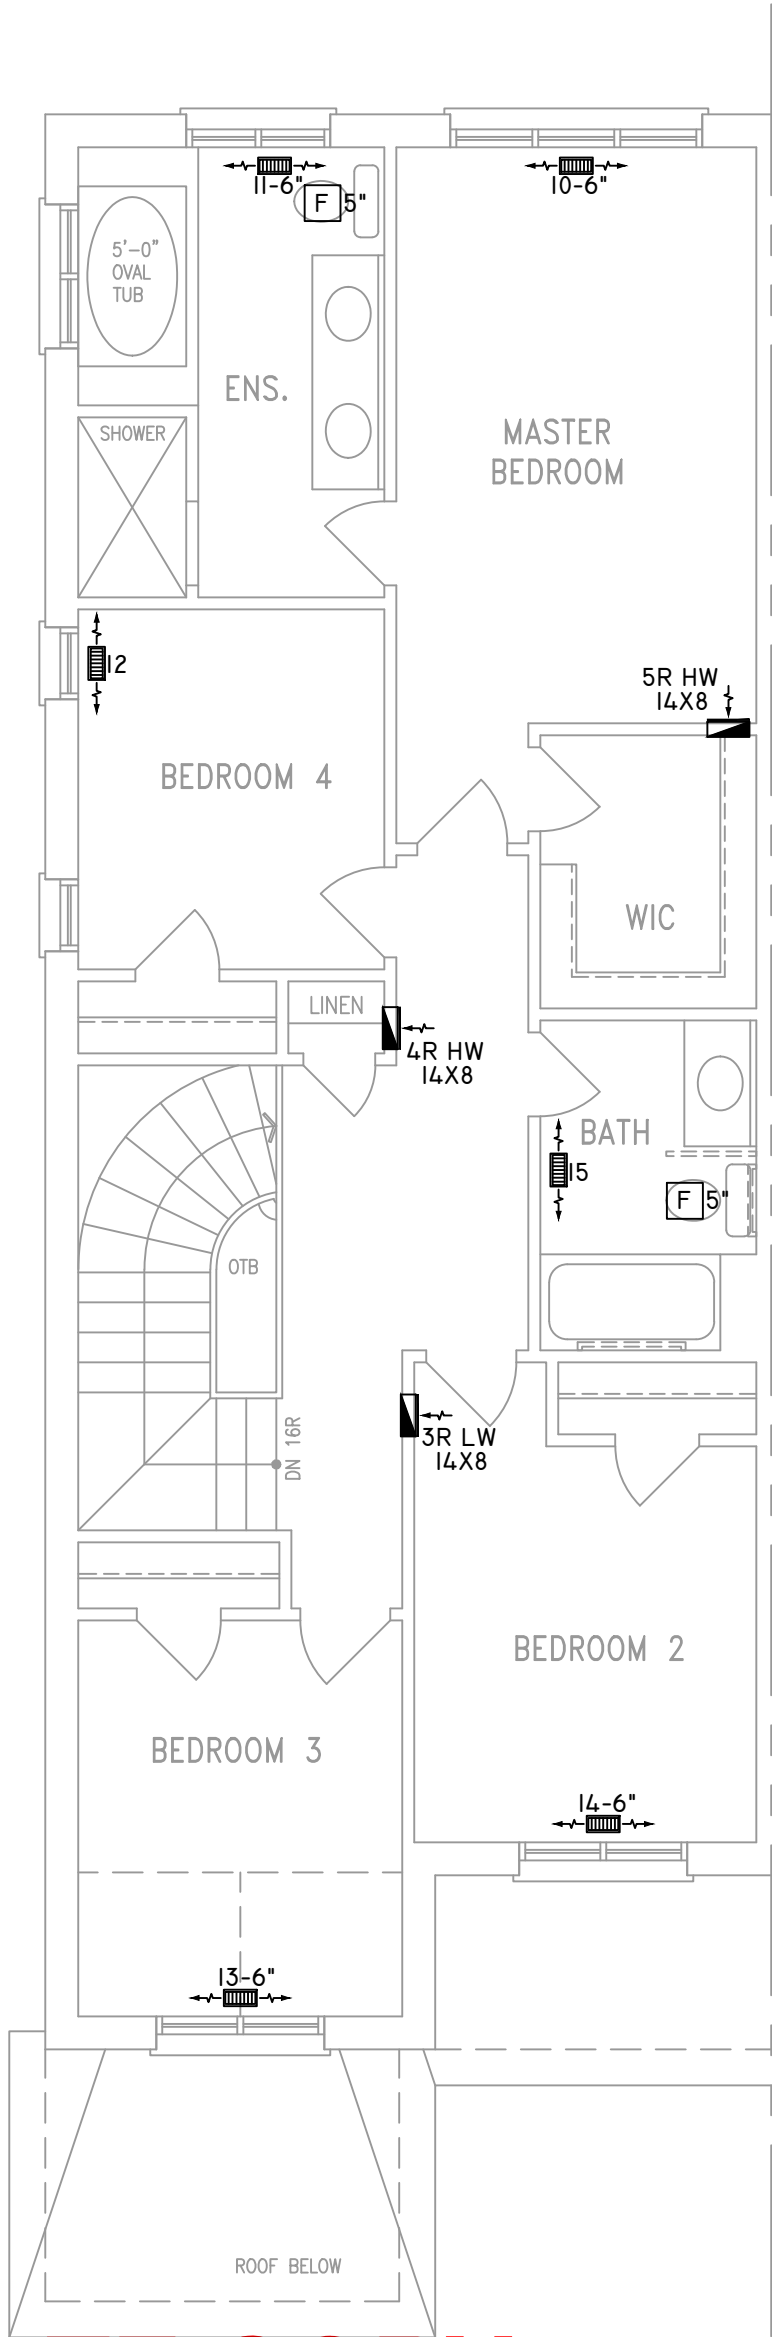 11-6"
10-6"
F 5"
5'-0"
OVAL
TUB
ENS.
SHOWER
MASTER
BEDROOM
12
5R HW
14X8
BEDROOM 4
WIC
LINEN
4R HW
14X8
BATH
15
F 5"
OTB
3R LW
14X8
DN 16R
BEDROOM 2
BEDROOM 3
14-6"
13-6"
ROOF BELOW